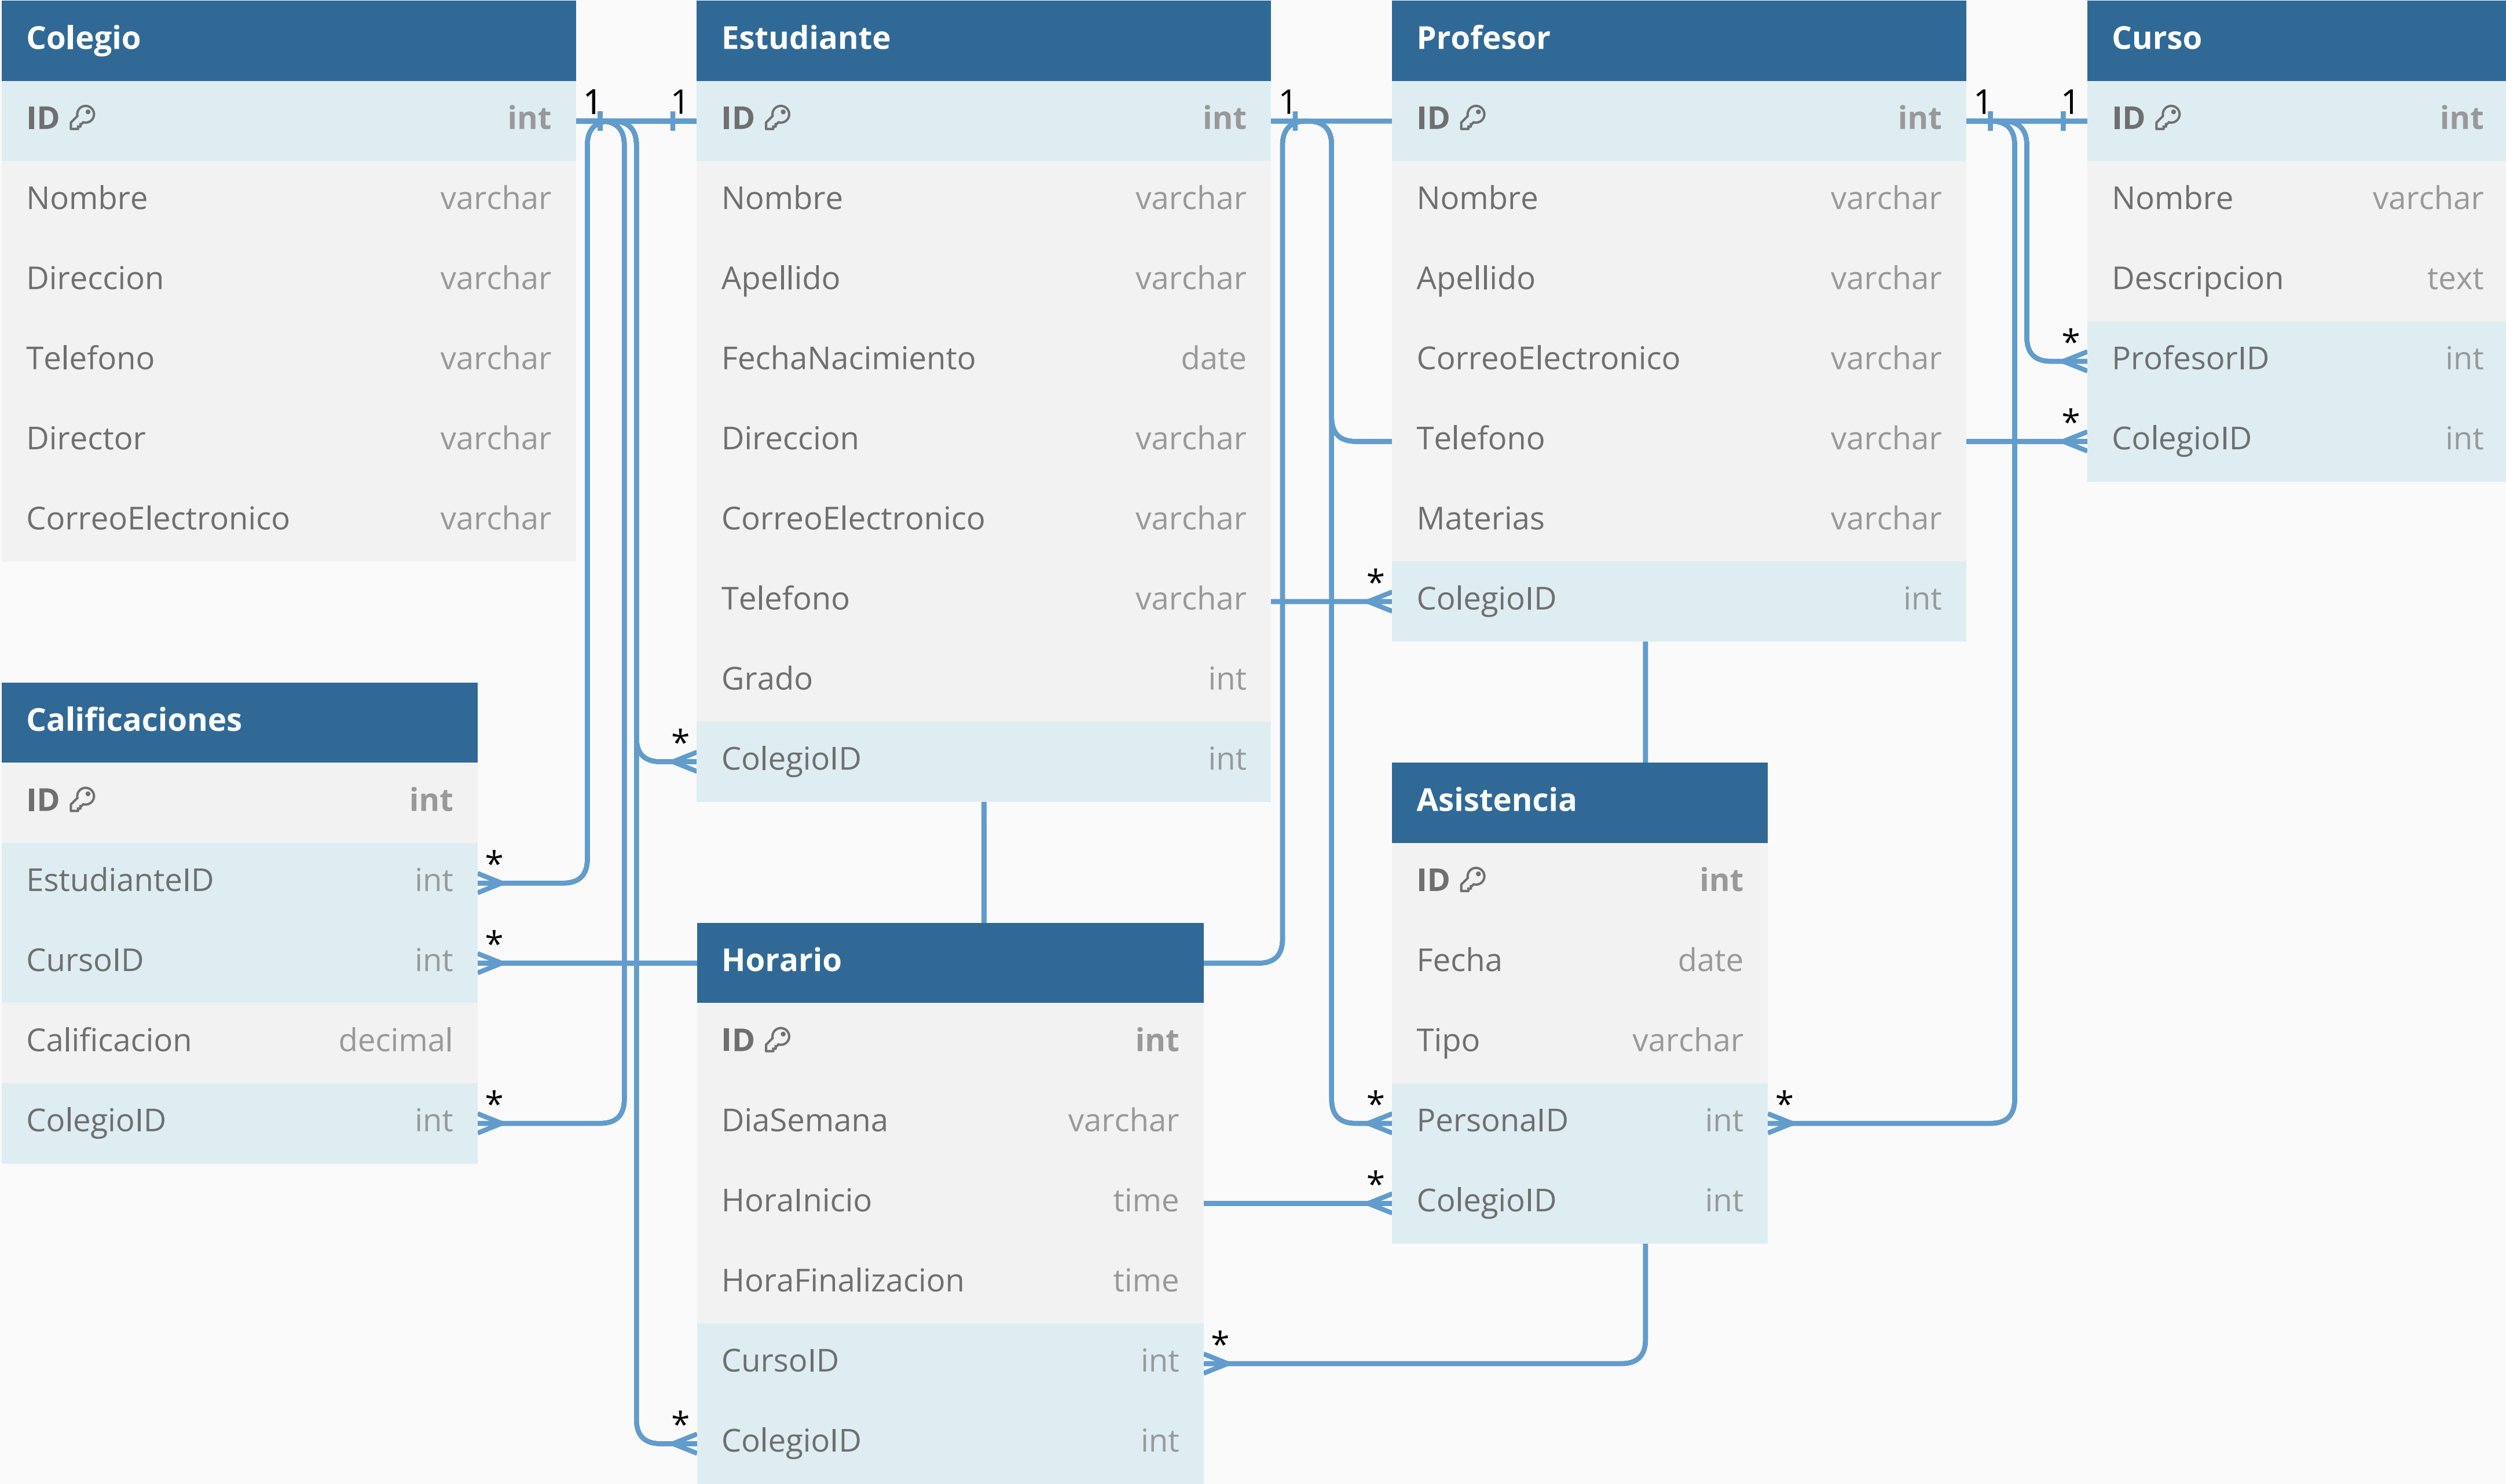 Colegio
ID int
Nombre varchar
Direccion varchar
Telefono varchar
Director varchar
CorreoElectronico varchar
1
1
Estudiante
ID int
Nombre varchar
Apellido varchar
FechaNacimiento date
Direccion varchar
CorreoElectronico varchar
Telefono varchar
Grado int
* ColegioID int
1
Profesor
ID int
Nombre varchar
Apellido varchar
CorreoElectronico varchar
Telefono varchar
Materias varchar
* ColegioID int
1
1
Curso
ID int
Nombre varchar
Descripcion text
* ProfesorID int
* ColegioID int
Calificaciones
ID int
EstudianteID int *
CursoID int *
Calificacion decimal
ColegioID int *
Horario
ID int
DiaSemana varchar
HoraInicio time
HoraFinalizacion time
CursoID int *
* ColegioID int
Asistencia
ID int
Fecha date
Tipo varchar
* PersonaID int *
* ColegioID int